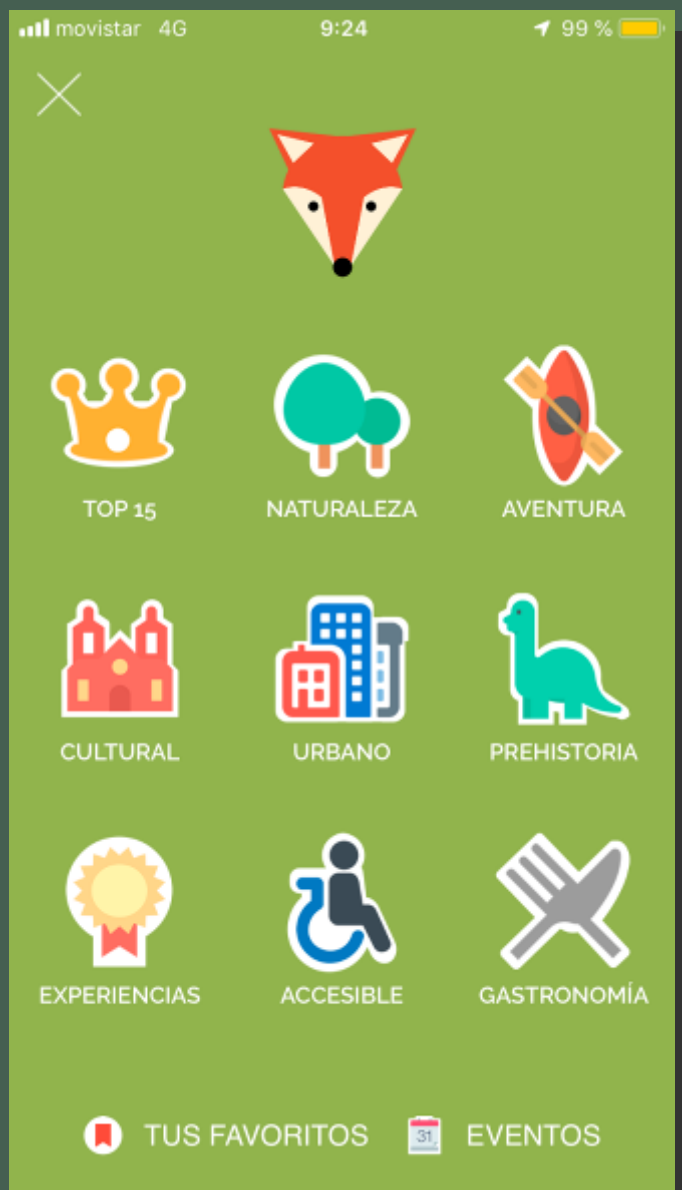 movistar 4G 9:24 99 %
TOP 15 NATURALEZA AVENTURA
CULTURAL URBANO PREHISTORIA
EXPERIENCIAS ACCESIBLE GASTRONOMÍA
TUS FAVORITOS 31 EVENTOS